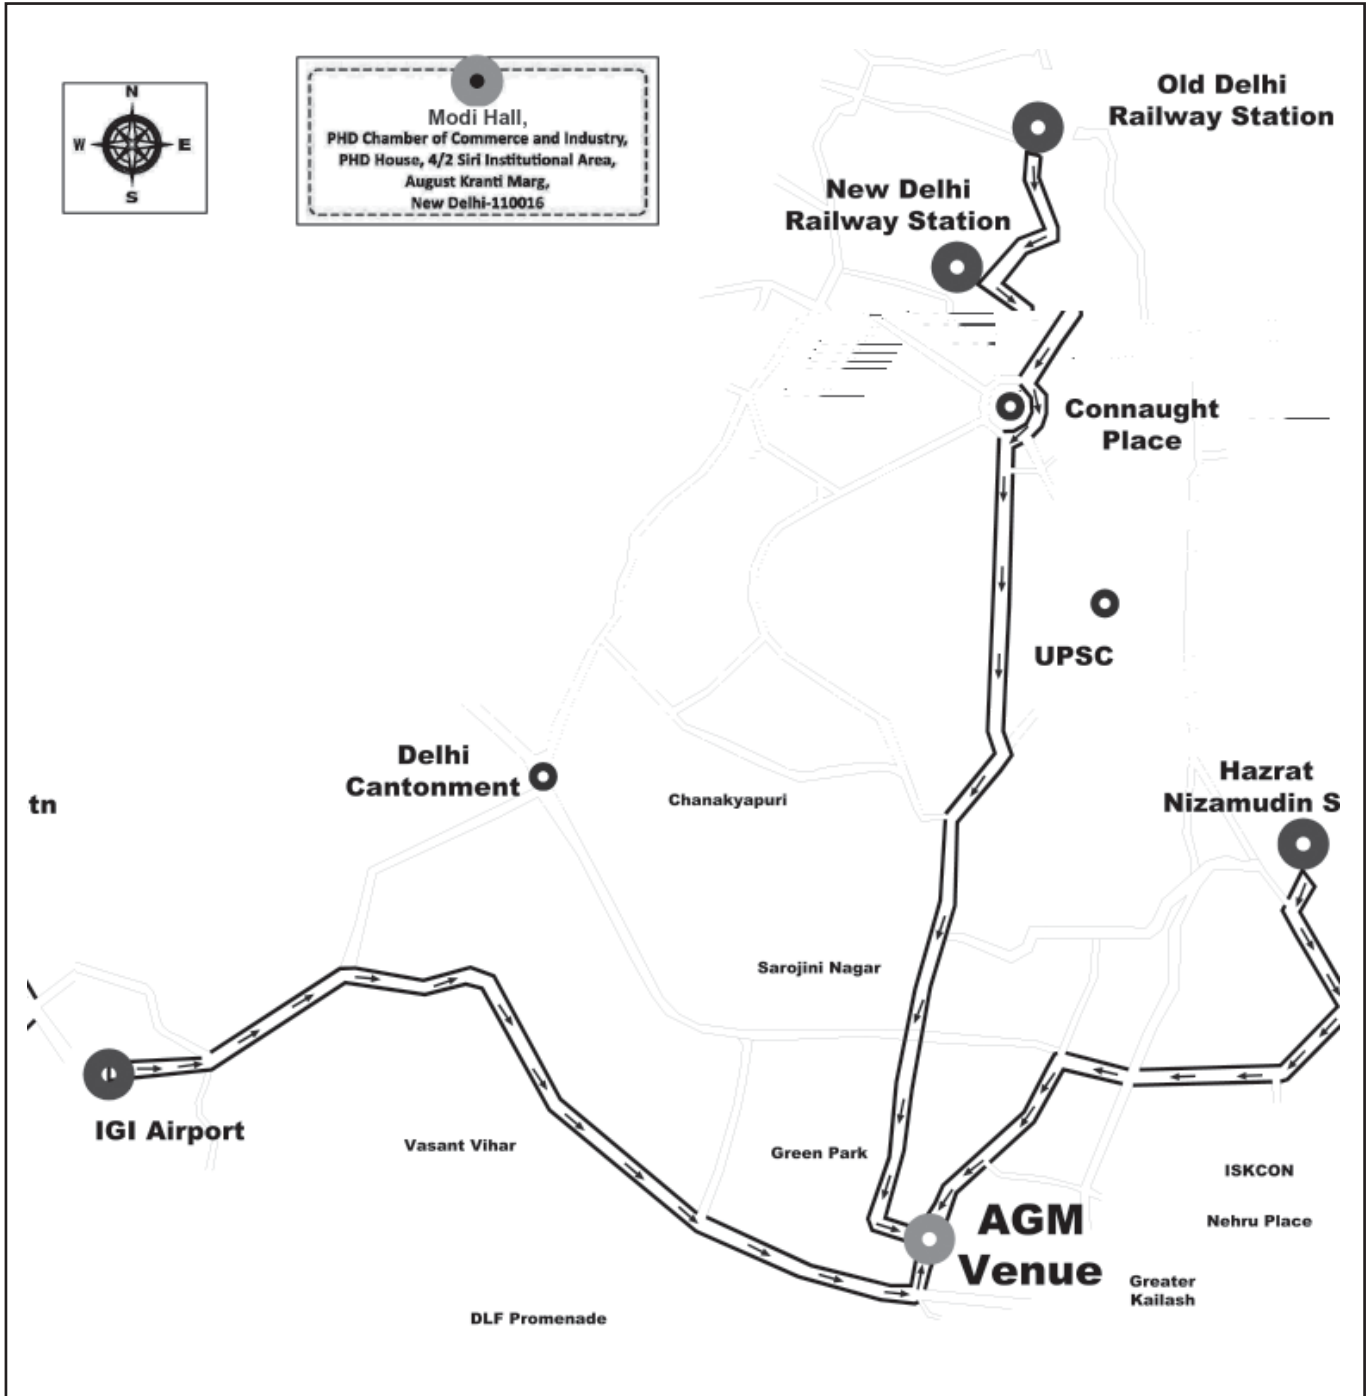 N
W E
S
Modi Hall,
PHD Chamber of Commerce and Industry,
PHD House, 4/2 Siri Institutional Area,
August Kranti Marg,
New Delhi-110016
Old Delhi
Railway Station
New Delhi
Railway Station
Connaught
Place
UPSC
Delhi
Cantonment
Chanakyapuri
Hazrat
Nizamudin S
tn
Sarojini Nagar
IGI Airport
Vasant Vihar
Green Park
ISKCON
Nehru Place
AGM
Venue
Greater
Kailash
DLF Promenade